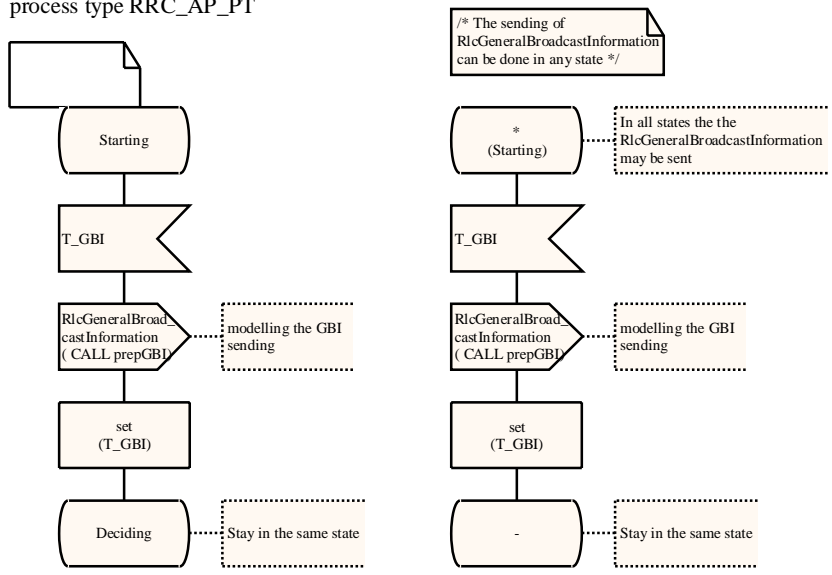 process type RRC_AP_PT
/* The sending of
RlcGeneralBroadcastInformation
can be done in any state */
Starting
T_GBI
RlcGeneralBroad_
castInformation
( CALL prepGBI)
modelling the GBI
sending
set
(T_GBI)
Deciding
Stay in the same state
*
(Starting)
In all states the the
RlcGeneralBroadcastInformation
may be sent
T_GBI
RlcGeneralBroad_
castInformation
( CALL prepGBI)
modelling the GBI
sending
set
(T_GBI)
-
Stay in the same state